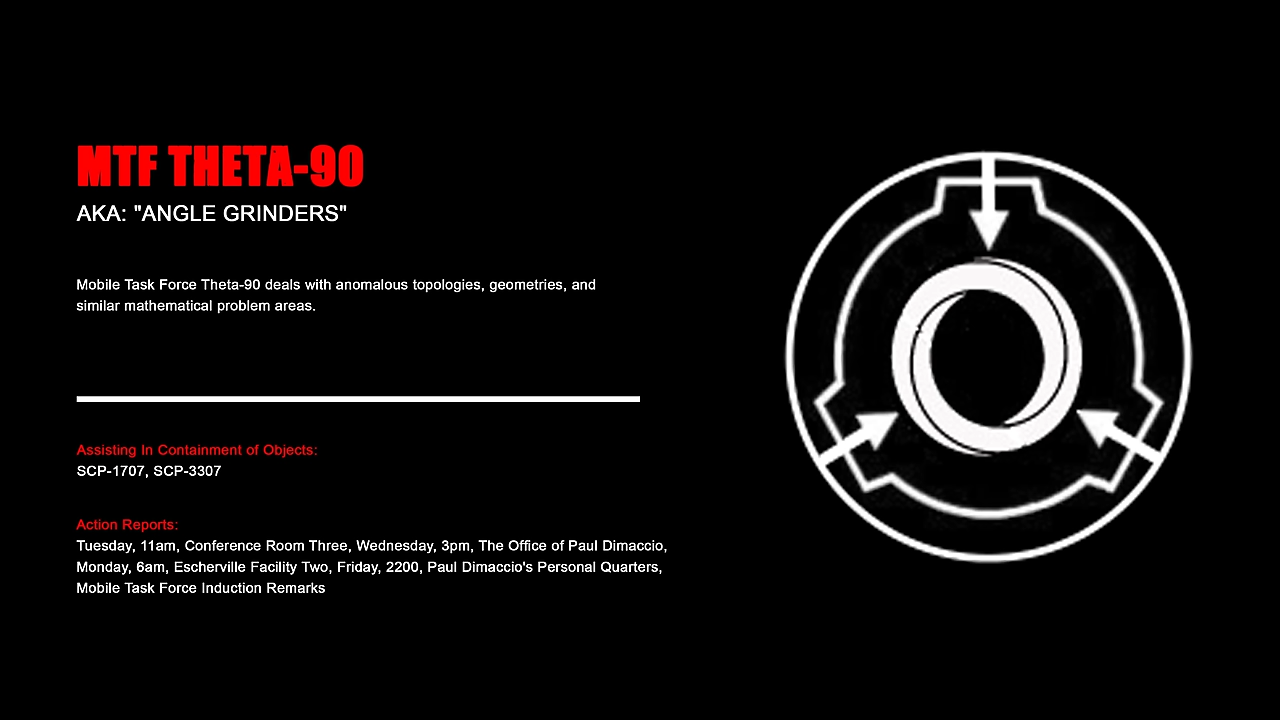 MTF THETA-90
AKA: "ANGLE GRINDERS"
Mobile Task Force Theta-90 deals with anomalous topologies, geometries, and
similar mathematical problem areas.
Assisting In Containment of Objects:
SCP-1707, SCP-3307
Action Reports:
Tuesday, 11am, Conference Room Three, Wednesday, 3pm, The Office of Paul Dimaccio,
Monday, 6am, Escherville Facility Two, Friday, 2200, Paul Dimaccio's Personal Quarters,
Mobile Task Force Induction Remarks